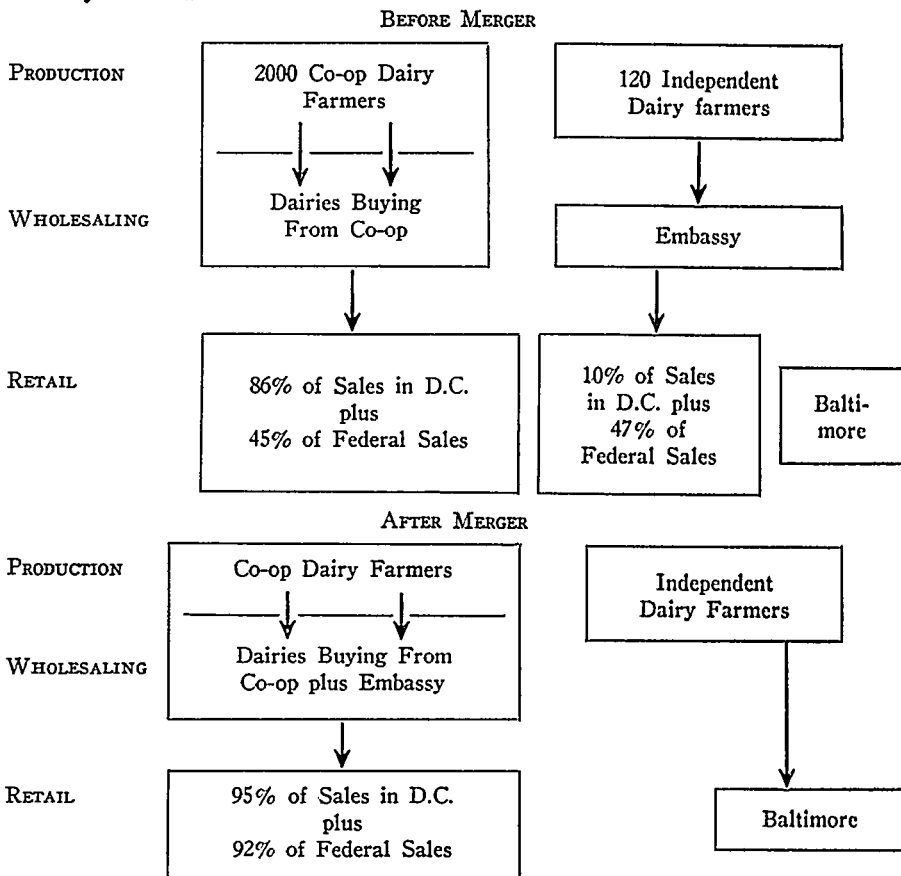 BEFORE MERGER
PRODUCTION
2000 Co-op Dairy
Farmers
120 Independent
Dairy farmers
WHOLESALING
Dairies Buying
From Co-op
Embassy
RETAIL
86% of Sales in D.C.
plus
45% of Federal Sales
10% of Sales
in D.C. plus
47% of
Federal Sales
Balti-
more
AFTER MERGER
PRODUCTION
Co-op Dairy Farmers
Independent
Dairy Farmers
WHOLESALING
Dairies Buying From
Co-op plus Embassy
RETAIL
95% of Sales in D.C.
plus
92% of Federal Sales
Baltimore